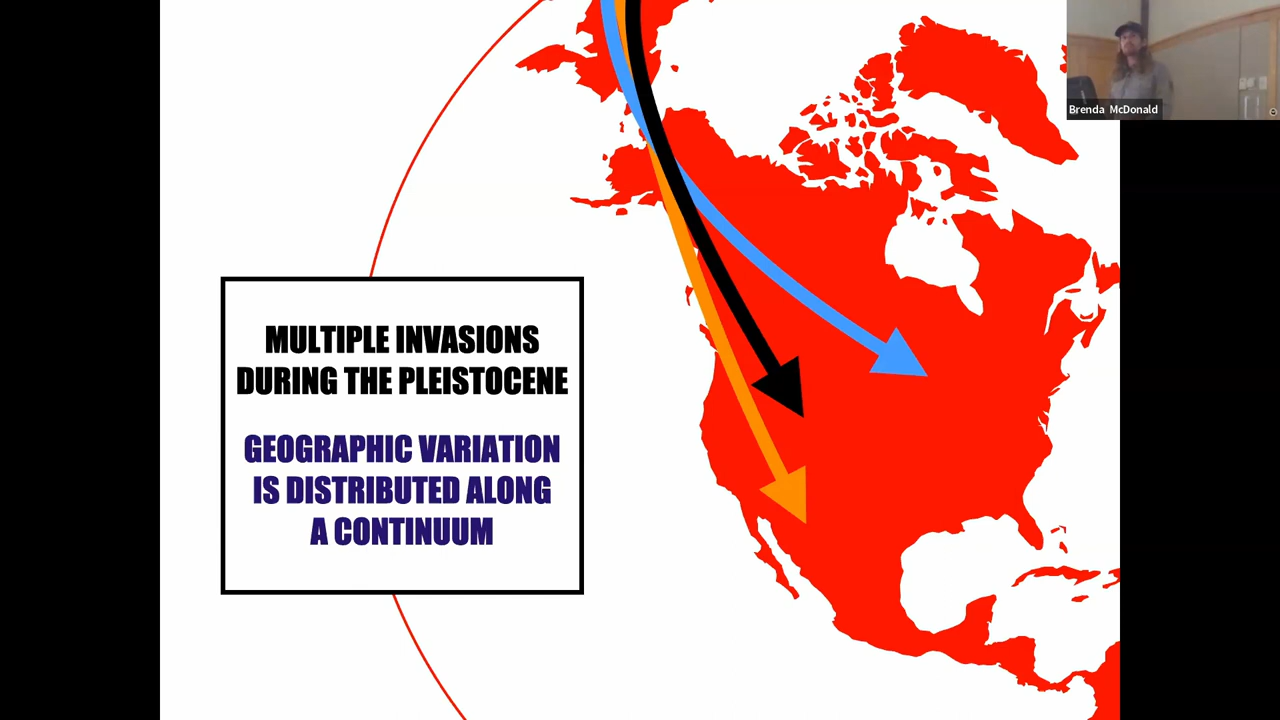 Brenda McDonald
MULTIPLE INVASIONS
DURING THE PLEISTOCENE
GEOGRAPHIC VARIATION
IS DISTRIBUTED ALONG
A CONTINUUM